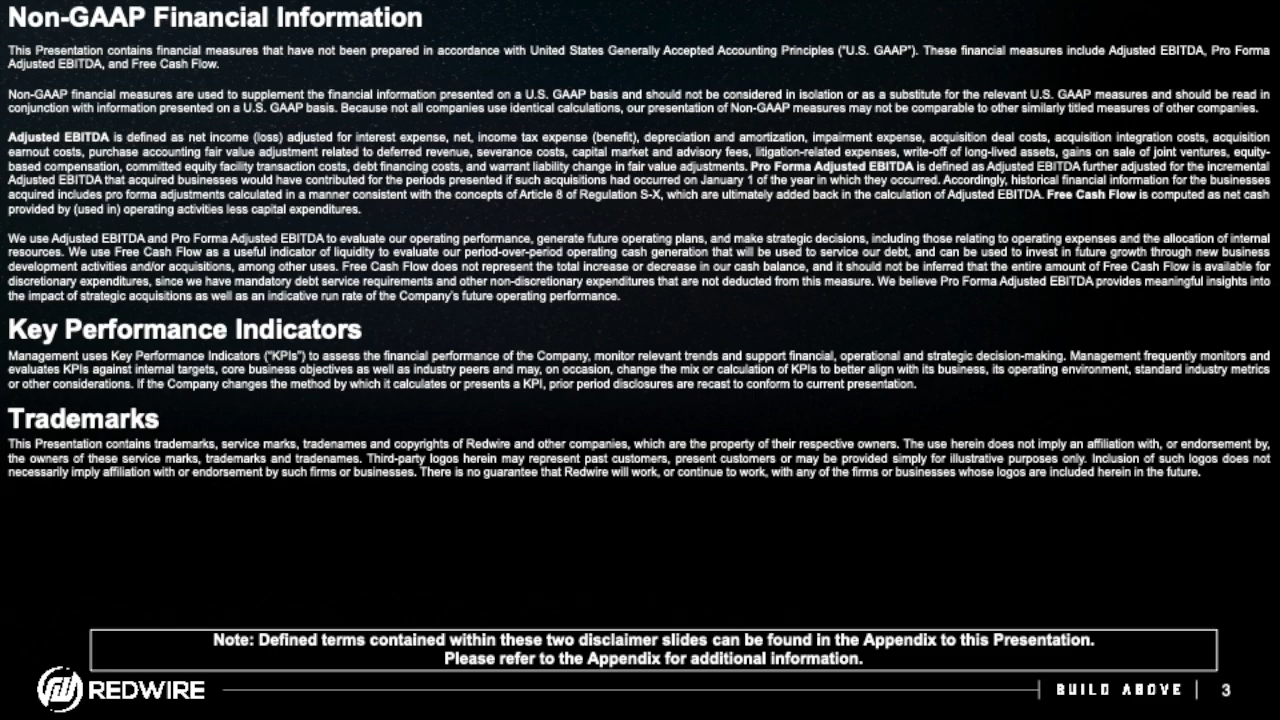 Non-GAAP Financial Information
This Presentation contains financial measures that have not been prepared in accordance with United States Generally Accepted Accounting Principles ("U.S. GAAP"). These financial measures include Adjusted EBITDA, Pro Forma
Adjusted EBITDA, and Free Cash Flow.
Non-GAAP financial measures are used to supplement the financial information presented on a U.S. GAAP basis and should not be considered in isolation or as a substitute for the relevant U.S. GAAP measures and should be read in
conjunction with information presented on a U.S. GAAP basis. Because not all companies use identical calculations, our presentation of Non-GAAP measures may not be comparable to other similarly titled measures of other companies.
Adjusted EBITDA is defined as net income (loss) adjusted for interest expense, net, income tax expense (benefit), depreciation and amortization, impairment expense, acquisition deal costs, acquisition integration costs, acquisition
earnout costs, purchase accounting fair value adjustment related to deferred revenue, severance costs, capital market and advisory fees, litigation-related expenses, write-off of long-lived assets, gains on sale of joint ventures, equity-
based compensation, committed equity facility transaction costs, debt financing costs, and warrant liability change in fair value adjustments. Pro Forma Adjusted EBITDA is defined as Adjusted EBITDA further adjusted for the incremental
Adjusted EBITDA that acquired businesses would have contributed for the periods presented if such acquisitions had occurred on January 1 of the year in which they occurred. Accordingly, historical financial information for the businesses
acquired includes pro forma adjustments calculated in a manner consistent with the concepts of Article 8 of Regulation S-X, which are ultimately added back in the calculation of Adjusted EBITDA. Free Cash Flow is computed as net cash
provided by (used in) operating activities less capital expenditures.
We use Adjusted EBITDA and Pro Forma Adjusted EBITDA to evaluate our operating performance, generate future operating plans, and make strategic decisions, including those relating to operating expenses and the allocation of internal
resources. We use Free Cash Flow as a useful indicator of liquidity to evaluate our period-over-period operating cash generation that will be used to service our debt, and can be used to invest in future growth through new business
development activities and/or acquisitions, among other uses. Free Cash Flow does not represent the total increase or decrease in our cash balance, and it should not be inferred that the entire amount of Free Cash Flow is available for
discretionary expenditures, since we have mandatory debt service requirements and other non-discretionary expenditures that are not deducted from this measure. We believe Pro Forma Adjusted EBITDA provides meaningful insights into
the impact of strategic acquisitions as well as an indicative run rate of the Company's future operating performance.
Key Performance Indicators
Management uses Key Performance Indicators ("KPIs") to assess the financial performance of the Company, monitor relevant trends and support financial, operational and strategic decision-making. Management frequently monitors and
evaluates KPIs against internal targets, core business objectives as well as industry peers and may, on occasion, change the mix or calculation of KPIs to better align with its business, its operating environment, standard industry metrics
or other considerations. If the Company changes the method by which it calculates or presents a KPI, prior period disclosures are recast to conform to current presentation.
Trademarks
This Presentation contains trademarks, service marks, tradenames and copyrights of Redwire and other companies, which are the property of their respective owners. The use herein does not imply an affiliation with, or endorsement by,
the owners of these service marks, trademarks and tradenames. Third-party logos herein may represent past customers, present customers or may be provided simply for illustrative purposes only. Inclusion of such logos does not
necessarily imply affiliation with or endorsement by such firms or businesses. There is no guarantee that Redwire will work, or continue to work, with any of the firms or businesses whose logos are included herein in the future.
Note: Defined terms contained within these two disclaimer slides can be found in the Appendix to this Presentation.
Please refer to the Appendix for additional information.
REDWIRE
BUILD ABOVE
3